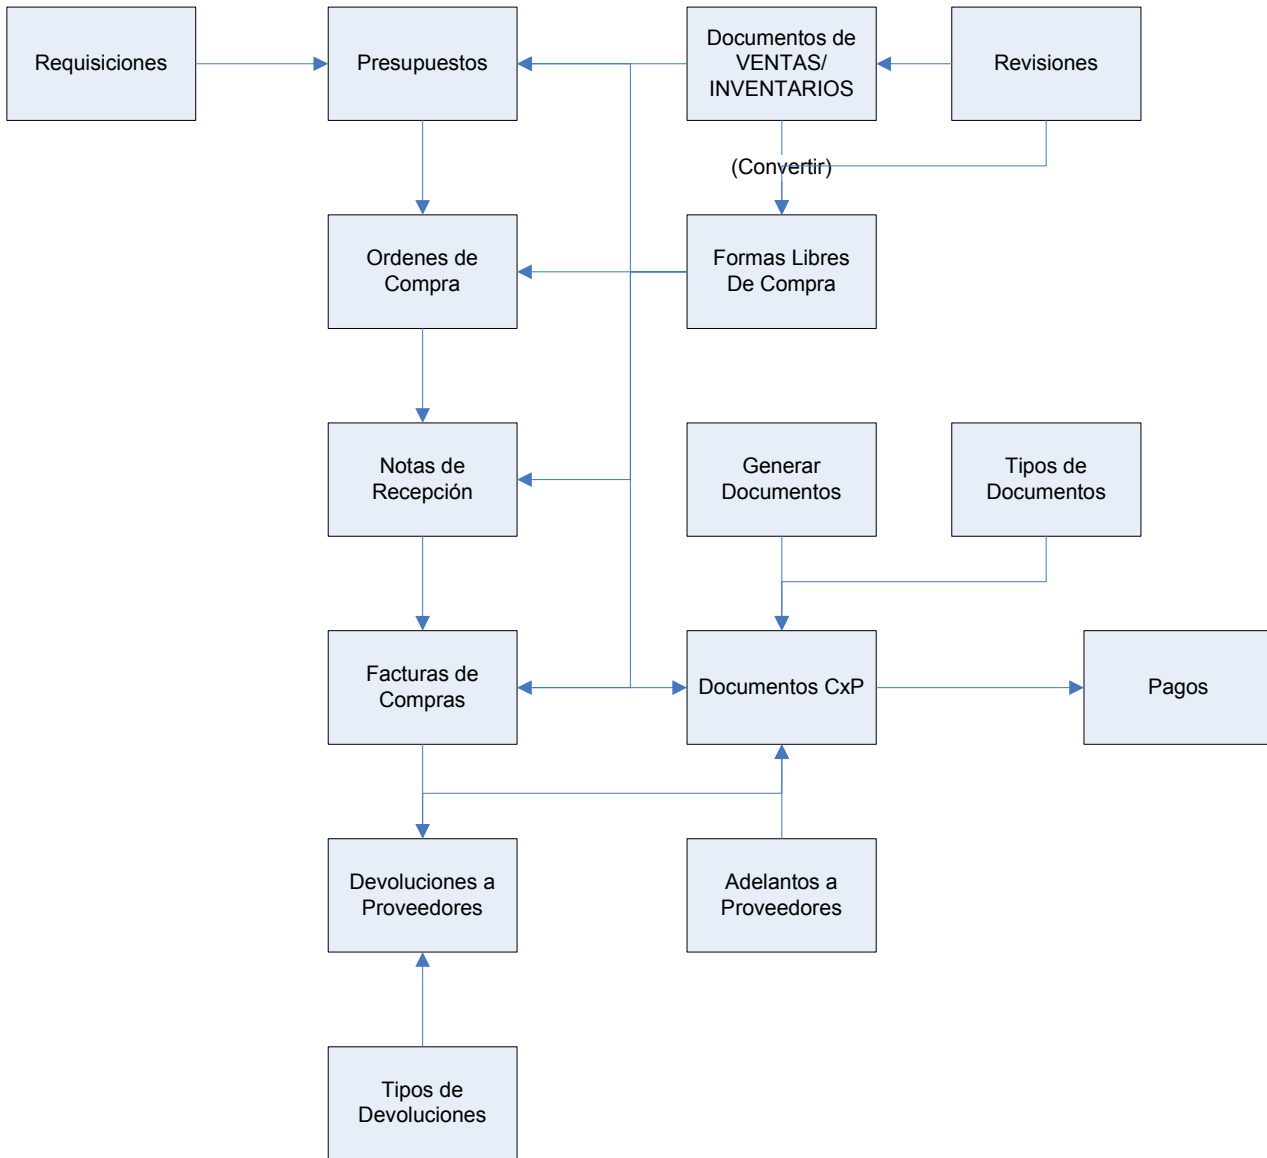 Requisiciones
Presupuestos
Documentos de
VENTAS/
INVENTARIOS
Revisiones
(Convertir)
Ordenes de
Compra
Formas Libres
De Compra
Notas de
Recepción
Generar
Documentos
Tipos de
Documentos
Facturas de
Compras
Documentos CxP
Pagos
Devoluciones a
Proveedores
Adelantos a
Proveedores
Tipos de
Devoluciones